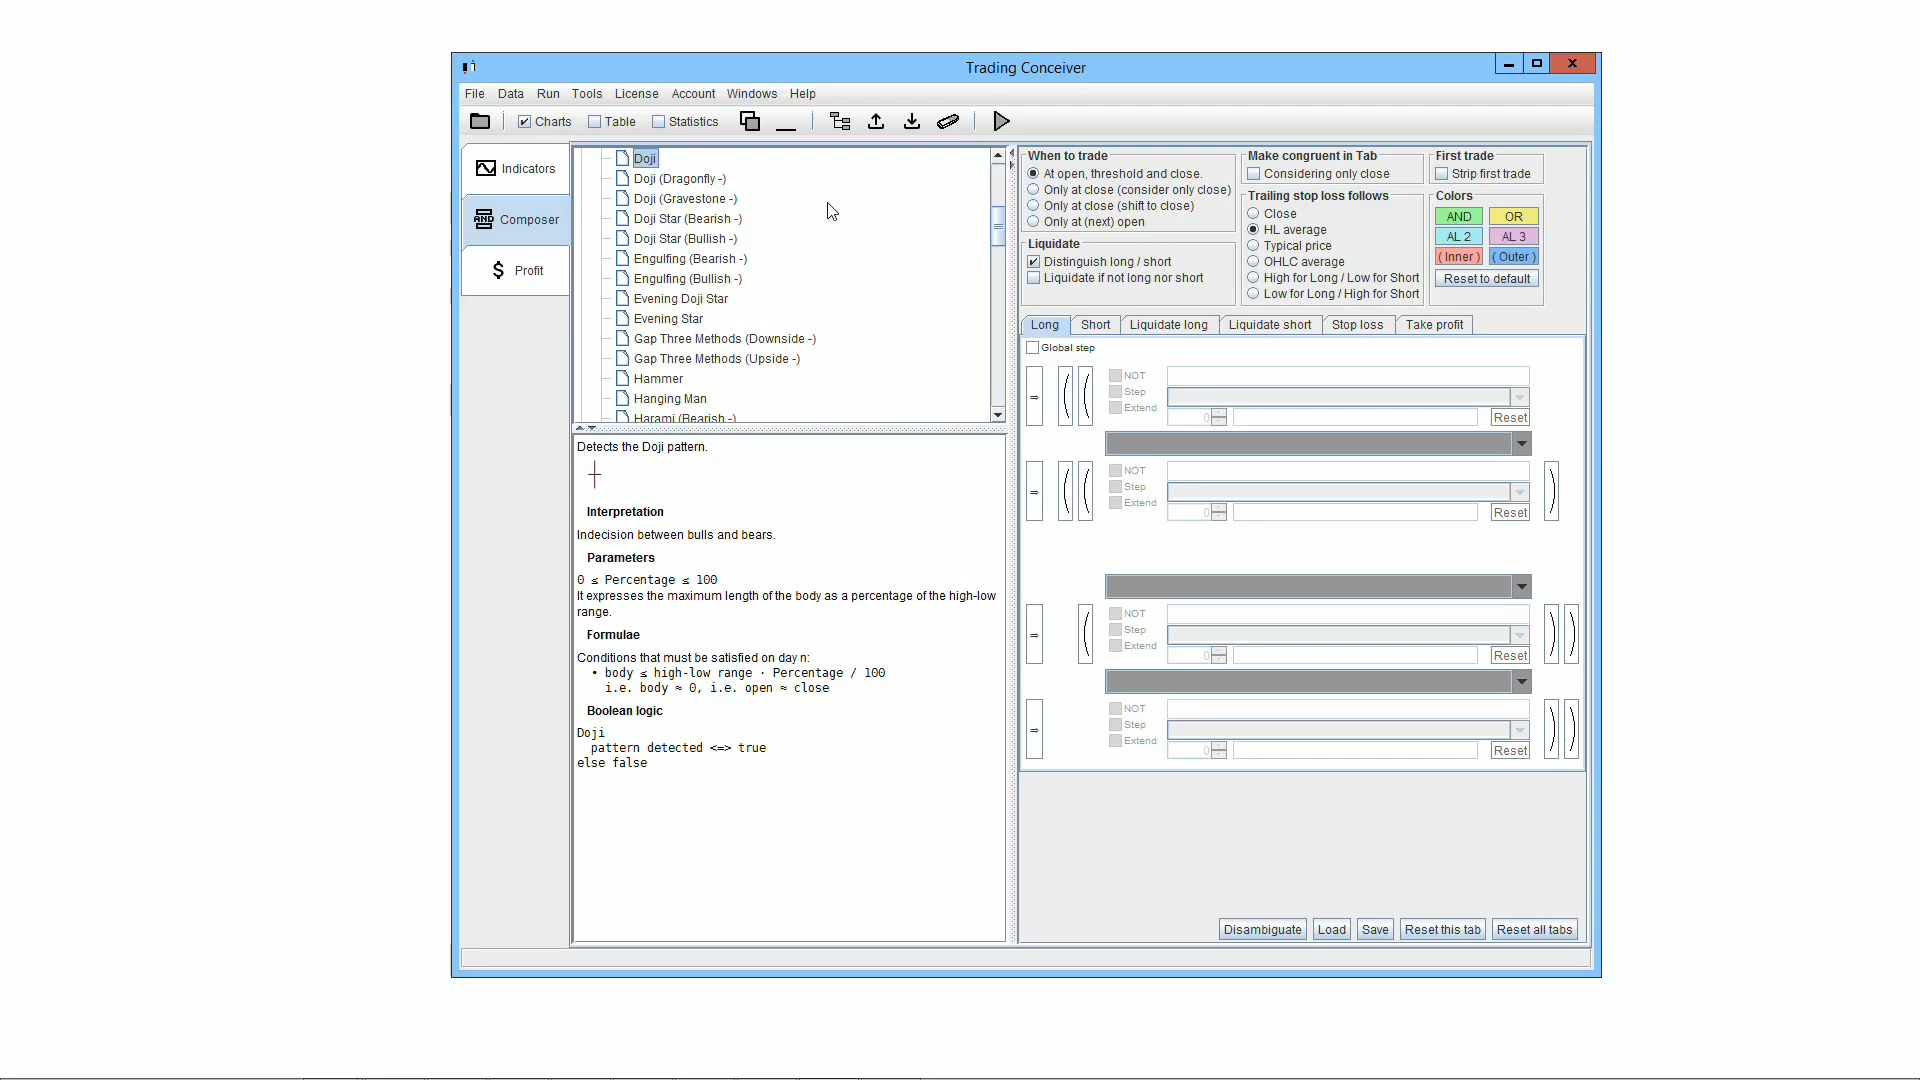 Trading Conceiver
File Data Run Tools License Account Windows Help
Charts Table Statistics
Indicators
Composer
Profit
Doji
Doji (Dragonfly -)
Doji (Gravestone -)
Doji Star (Bearish -)
Doji Star (Bullish -)
Engulfing (Bearish -)
Engulfing (Bullish -)
Evening Doji Star
Evening Star
Gap Three Methods (Downside -)
Gap Three Methods (Upside -)
Hammer
Hanging Man
Harami (Bearish -)
Detects the Doji pattern.
Interpretation
Indecision between bulls and bears.
Parameters
0 ≤ Percentage ≤ 100
It expresses the maximum length of the body as a percentage of the high-low
range.
Formulae
Conditions that must be satisfied on day n:
• body ≤ high-low range · Percentage / 100
i.e. body ≈ 0, i.e. open ≈ close
Boolean logic
Doji
pattern detected <=> true
else false
When to trade
At open, threshold and close.
Only at close (consider only close)
Only at close (shift to close)
Only at (next) open
Liquidate
Distinguish long / short
Liquidate if not long nor short
Make congruent in Tab
Considering only close
Trailing stop loss follows
Close
HL average
Typical price
OHLC average
High for Long / Low for Short
Low for Long / High for Short
First trade
Strip first trade
Colors
AND OR
AL 2 AL 3
( Inner ) ( Outer )
Reset to default
Long Short Liquidate long Liquidate short Stop loss Take profit
Global step
⇒ ( ( NOT
Step
Extend
0 Reset
⇒ ( ( NOT )
Step
Extend
0 Reset
⇒ ( NOT ) )
Step
Extend
0 Reset
⇒ NOT ) )
Step
Extend
0 Reset
Disambiguate Load Save Reset this tab Reset all tabs